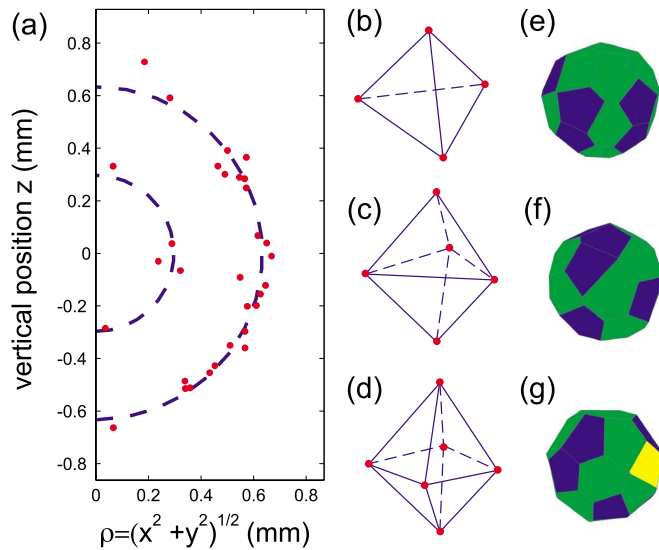 (a)
vertical position z (mm)
0.8
0.6
0.4
0.2
0
-0.2
-0.4
-0.6
-0.8
0
0.2
0.4
0.6
0.8
ρ=(x² +y²)^1/2 (mm)
(b)
(e)
(c)
(f)
(d)
(g)